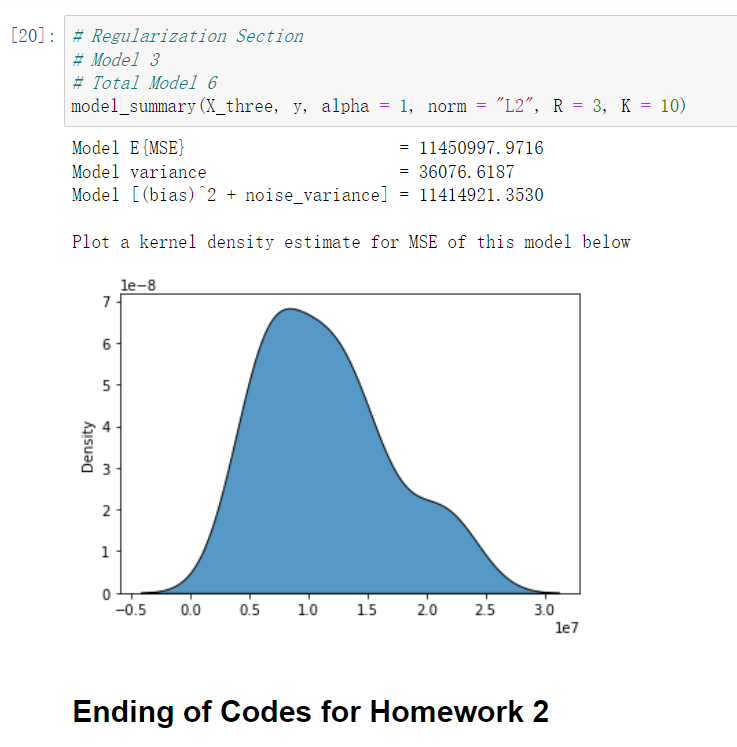 [20]: # Regularization Section
# Model 3
# Total Model 6
model_summary(X_three, y, alpha = 1, norm = "L2", R = 3, K = 10)
Model E{MSE} = 11450997.9716
Model variance = 36076.6187
Model [(bias)^2 + noise_variance] = 11414921.3530
Plot a kernel density estimate for MSE of this model below
1e−8
7
6
5
4
3
2
1
0
Density
−0.5 0.0 0.5 1.0 1.5 2.0 2.5 3.0
1e7
Ending of Codes for Homework 2